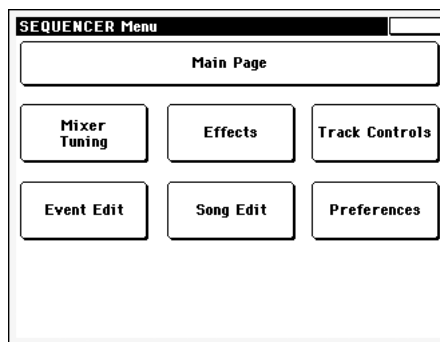 SEQUENCER Menu
Main Page
Mixer
Tuning
Effects
Track Controls
Event Edit
Song Edit
Preferences